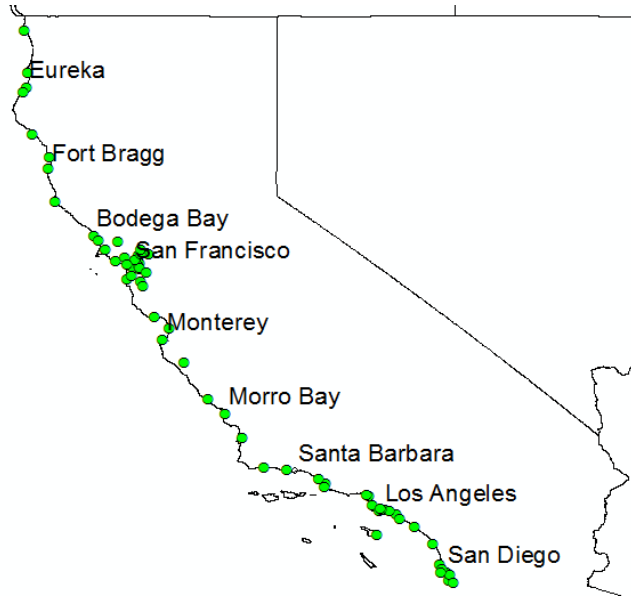 Eureka
Fort Bragg
Bodega Bay
San Francisco
Monterey
Morro Bay
Santa Barbara
Los Angeles
San Diego